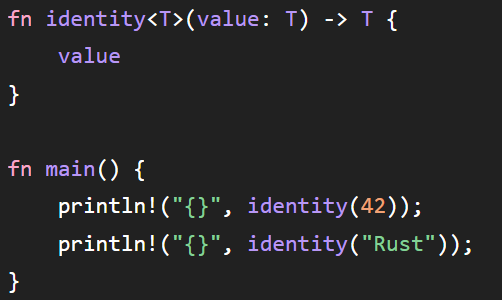 fn identity<T>(value: T) -> T {
    value
}

fn main() {
    println!("{}", identity(42));
    println!("{}", identity("Rust"));
}